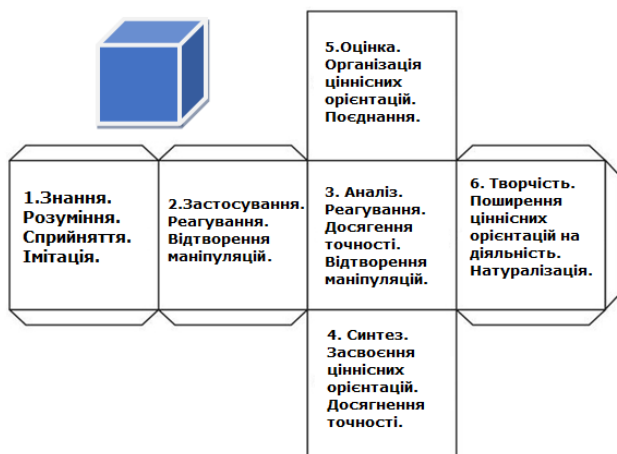 5.Оцінка.
Організація
ціннісних
орієнтацій.
Поєднання.
1.Знання.
Розуміння.
Сприйняття.
Імітація.
2.Застосування.
Реагування.
Відтворення
маніпуляцій.
3. Аналіз.
Реагування.
Досягення
точності.
Відтворення
маніпуляцій.
6. Творчість.
Поширення
ціннісних
орієнтацій на
діяльність.
Натуралізація.
4. Синтез.
Засвоєння
ціннісних
орієнтацій.
Досягнення
точності.